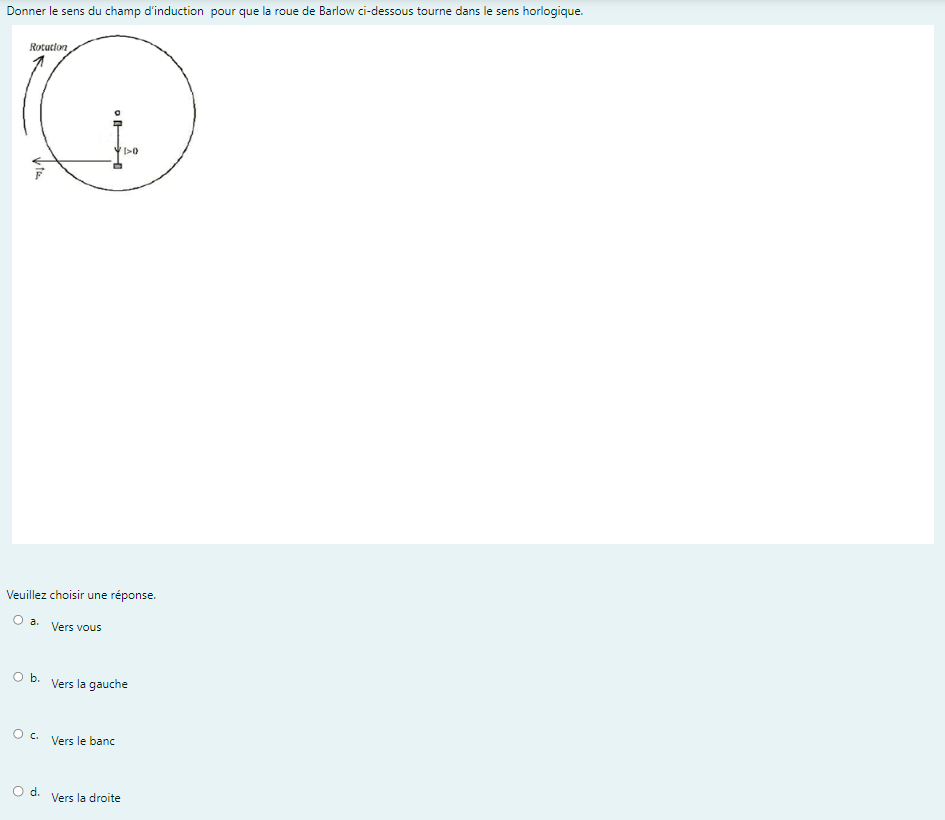 Donner le sens du champ d'induction pour que la roue de Barlow ci-dessous tourne dans le sens horlogique.
Rotation
I>0
F
Veuillez choisir une réponse.
a. Vers vous
b. Vers la gauche
c. Vers le banc
d. Vers la droite